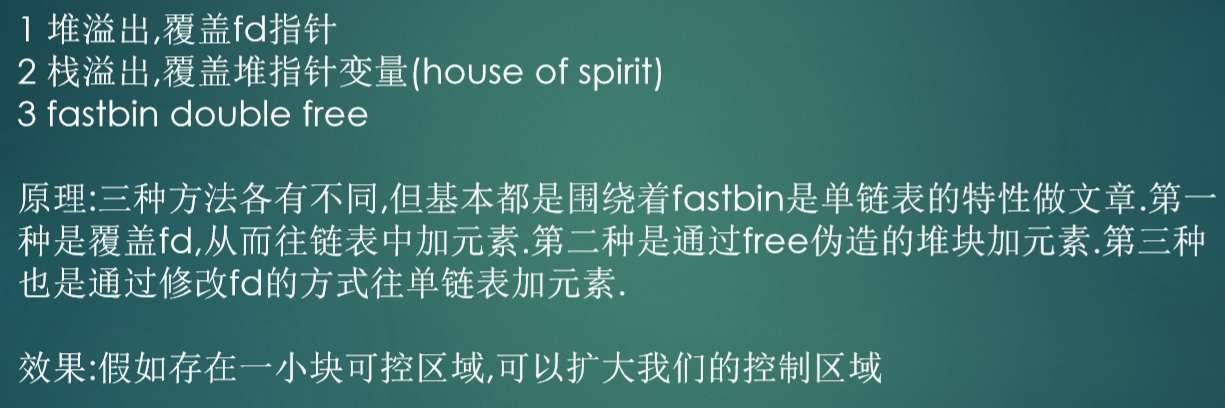 1 堆溢出,覆盖fd指针
2 栈溢出,覆盖堆指针变量(house of spirit)
3 fastbin double free
原理:三种方法各有不同,但基本都是围绕着fastbin是单链表的特性做文章.第一
种是覆盖fd,从而往链表中加元素.第二种是通过free伪造的堆块加元素.第三种
也是通过修改fd的方式往单链表加元素.
效果:假如存在一小块可控区域,可以扩大我们的控制区域